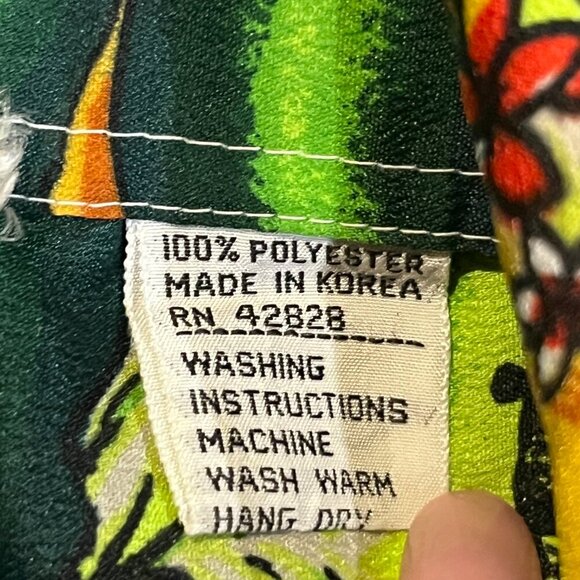 100% POLYESTER
MADE IN KOREA
RN 42828
WASHING
INSTRUCTIONS
MACHINE
WASH WARM
HANG DRY